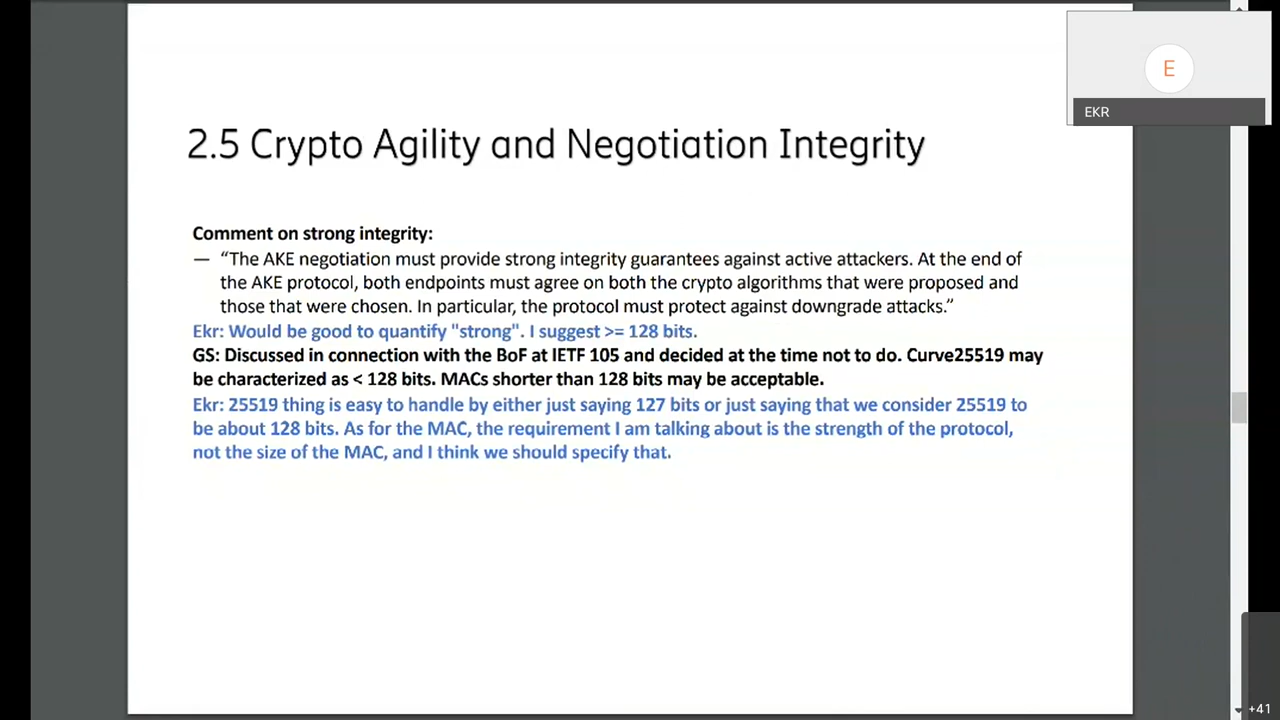 E
EKR
2.5 Crypto Agility and Negotiation Integrity
Comment on strong integrity:
— “The AKE negotiation must provide strong integrity guarantees against active attackers. At the end of
the AKE protocol, both endpoints must agree on both the crypto algorithms that were proposed and
those that were chosen. In particular, the protocol must protect against downgrade attacks.”
Ekr: Would be good to quantify "strong". I suggest >= 128 bits.
GS: Discussed in connection with the BoF at IETF 105 and decided at the time not to do. Curve25519 may
be characterized as < 128 bits. MACs shorter than 128 bits may be acceptable.
Ekr: 25519 thing is easy to handle by either just saying 127 bits or just saying that we consider 25519 to
be about 128 bits. As for the MAC, the requirement I am talking about is the strength of the protocol,
not the size of the MAC, and I think we should specify that.
+41